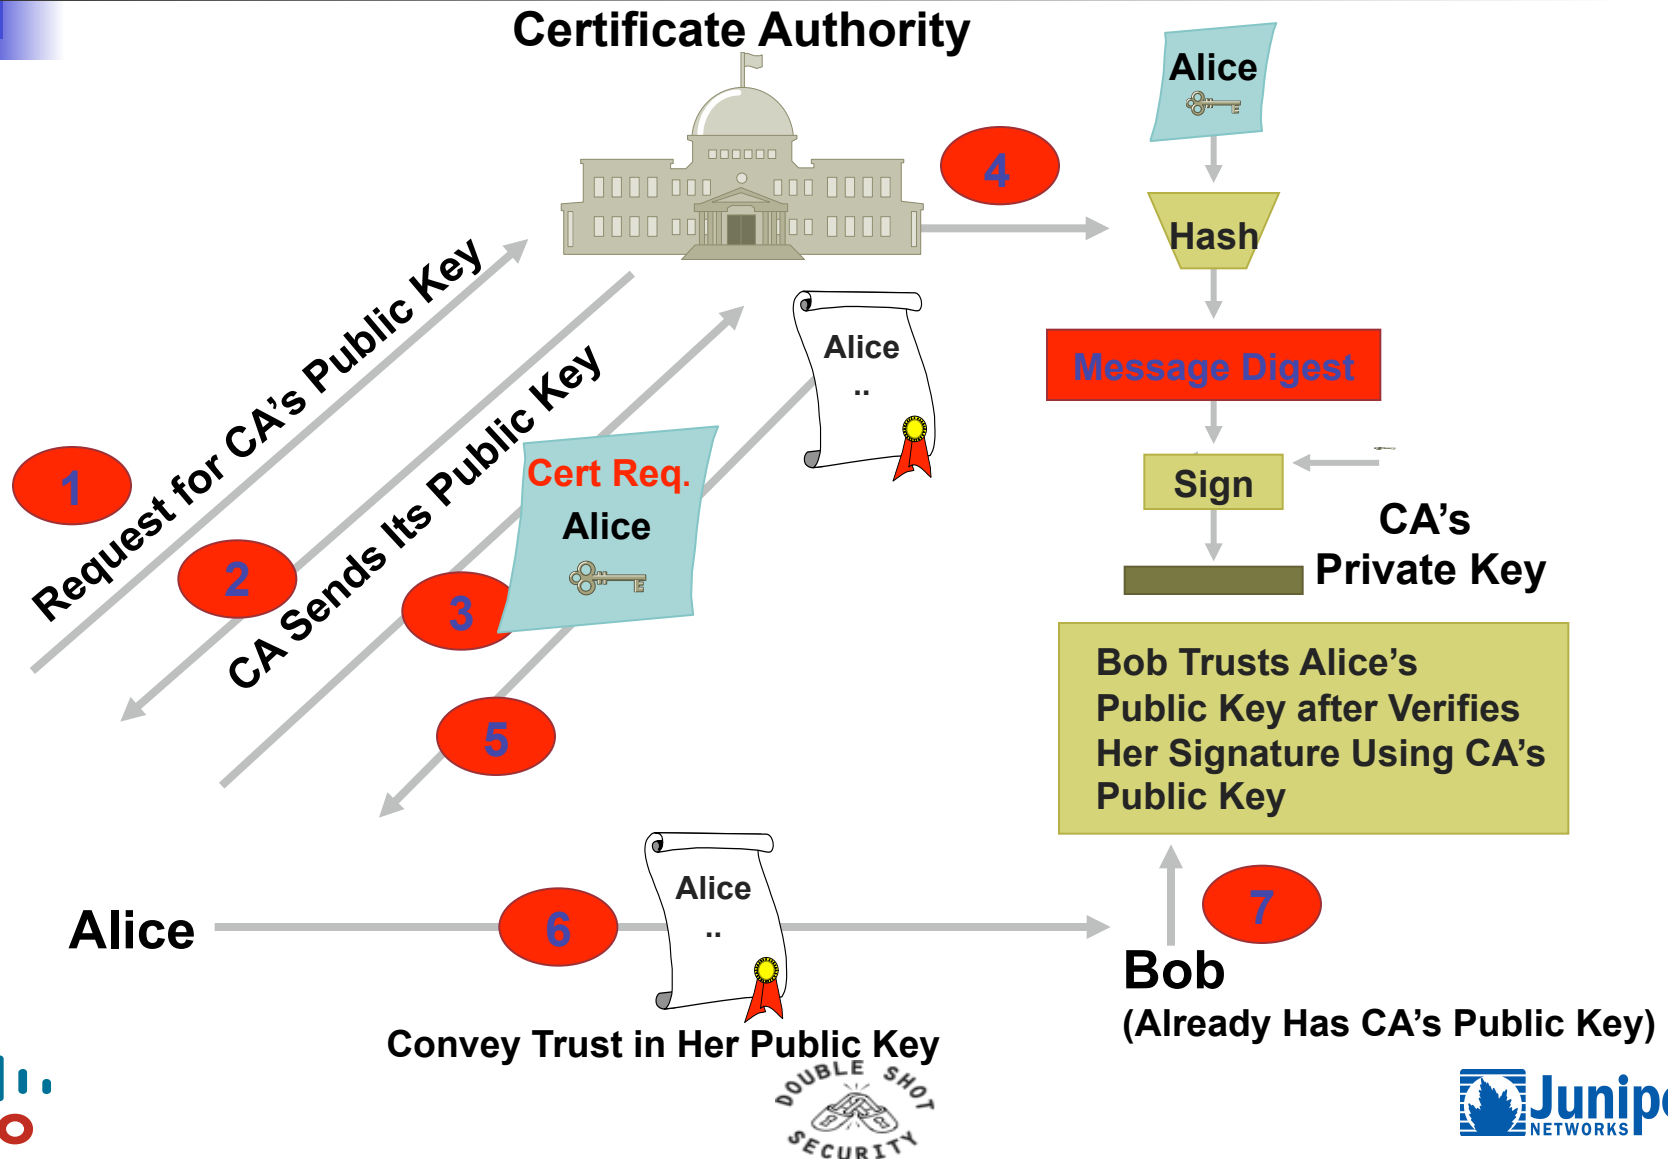 Certificate Authority
Alice
4
Hash
Request for CA's Public Key
Alice
..
Message Digest
CA Sends Its Public Key
1
Cert Req.
Alice
Sign
CA's
Private Key
2
3
5
Bob Trusts Alice's
Public Key after Verifies
Her Signature Using CA's
Public Key
Alice
6
Alice
..
7
Bob
(Already Has CA's Public Key)
Convey Trust in Her Public Key
DOUBLE SHOT
SECURITY
Junipe
NETWORKS